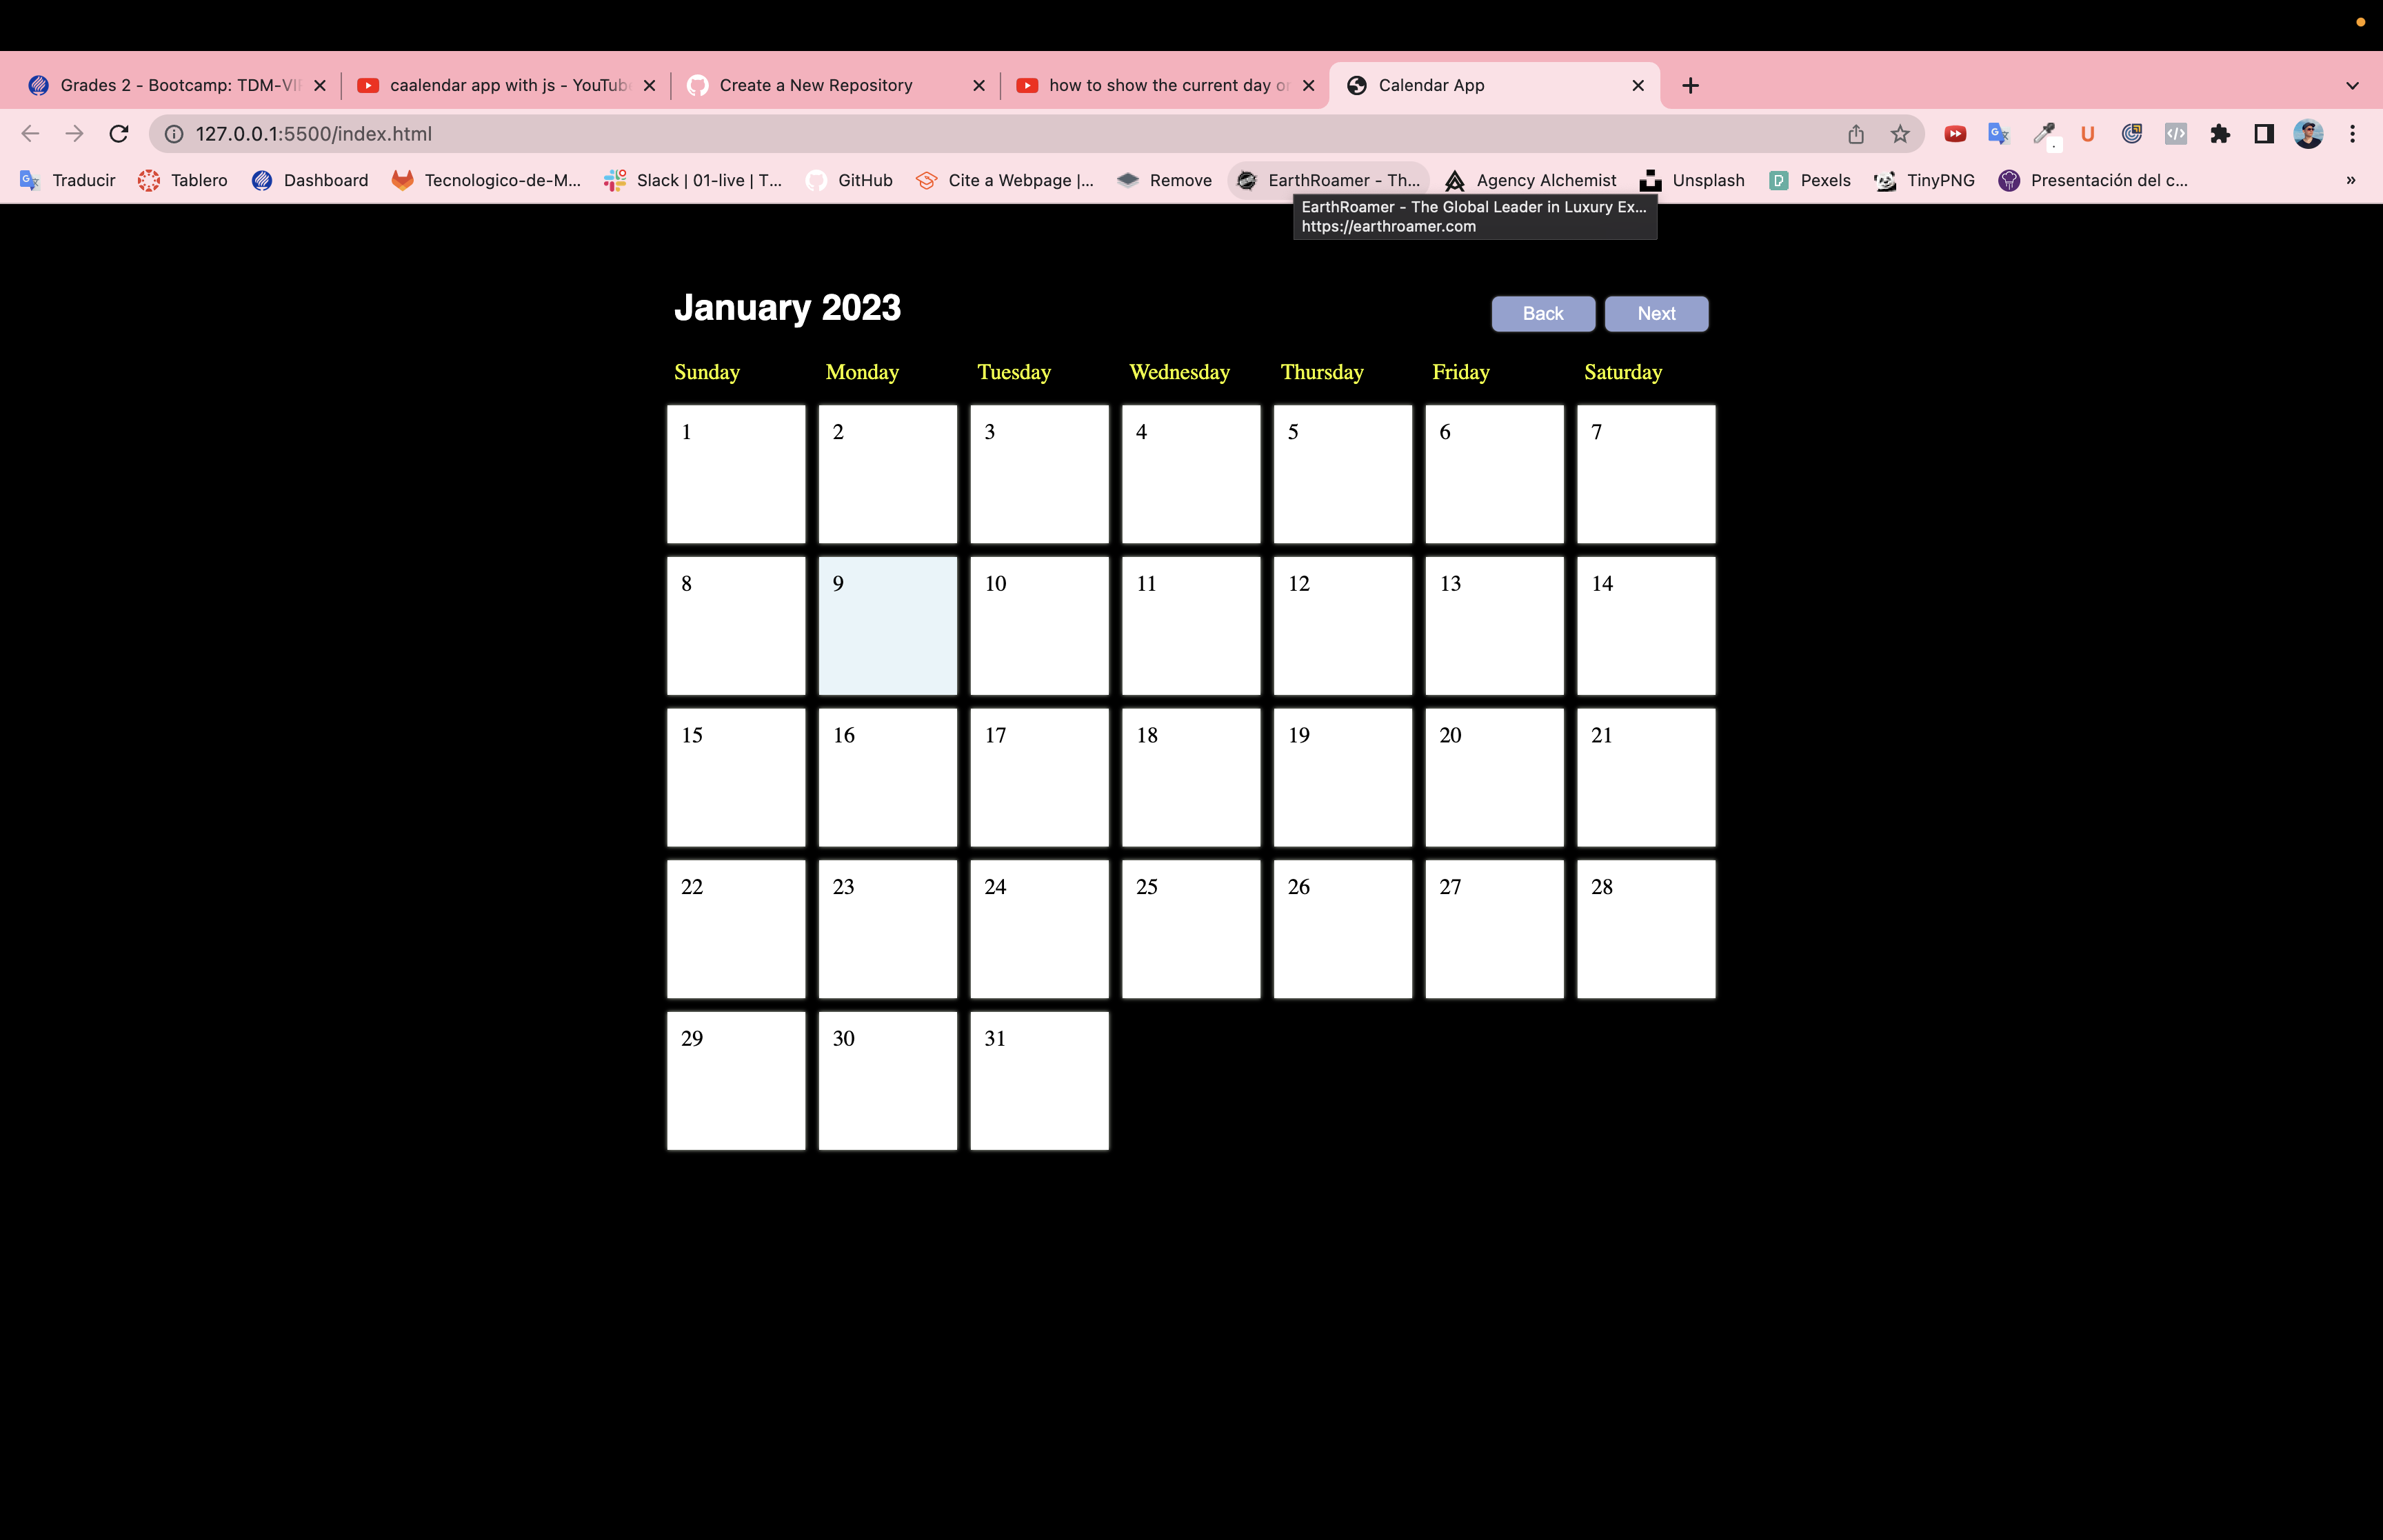 Grades 2 - Bootcamp: TDM-VI
caalendar app with js - YouTub
Create a New Repository
how to show the current day or
Calendar App
127.0.0.1:5500/index.html
Traducir
Tablero
Dashboard
Tecnologico-de-M...
Slack | 01-live | T...
GitHub
Cite a Webpage |...
Remove
EarthRoamer - Th...
Agency Alchemist
Unsplash
Pexels
TinyPNG
Presentación del c...
»
EarthRoamer - The Global Leader in Luxury Ex...
https://earthroamer.com
January 2023
Back
Next
Sunday Monday Tuesday Wednesday Thursday Friday Saturday
1 2 3 4 5 6 7
8 9 10 11 12 13 14
15 16 17 18 19 20 21
22 23 24 25 26 27 28
29 30 31